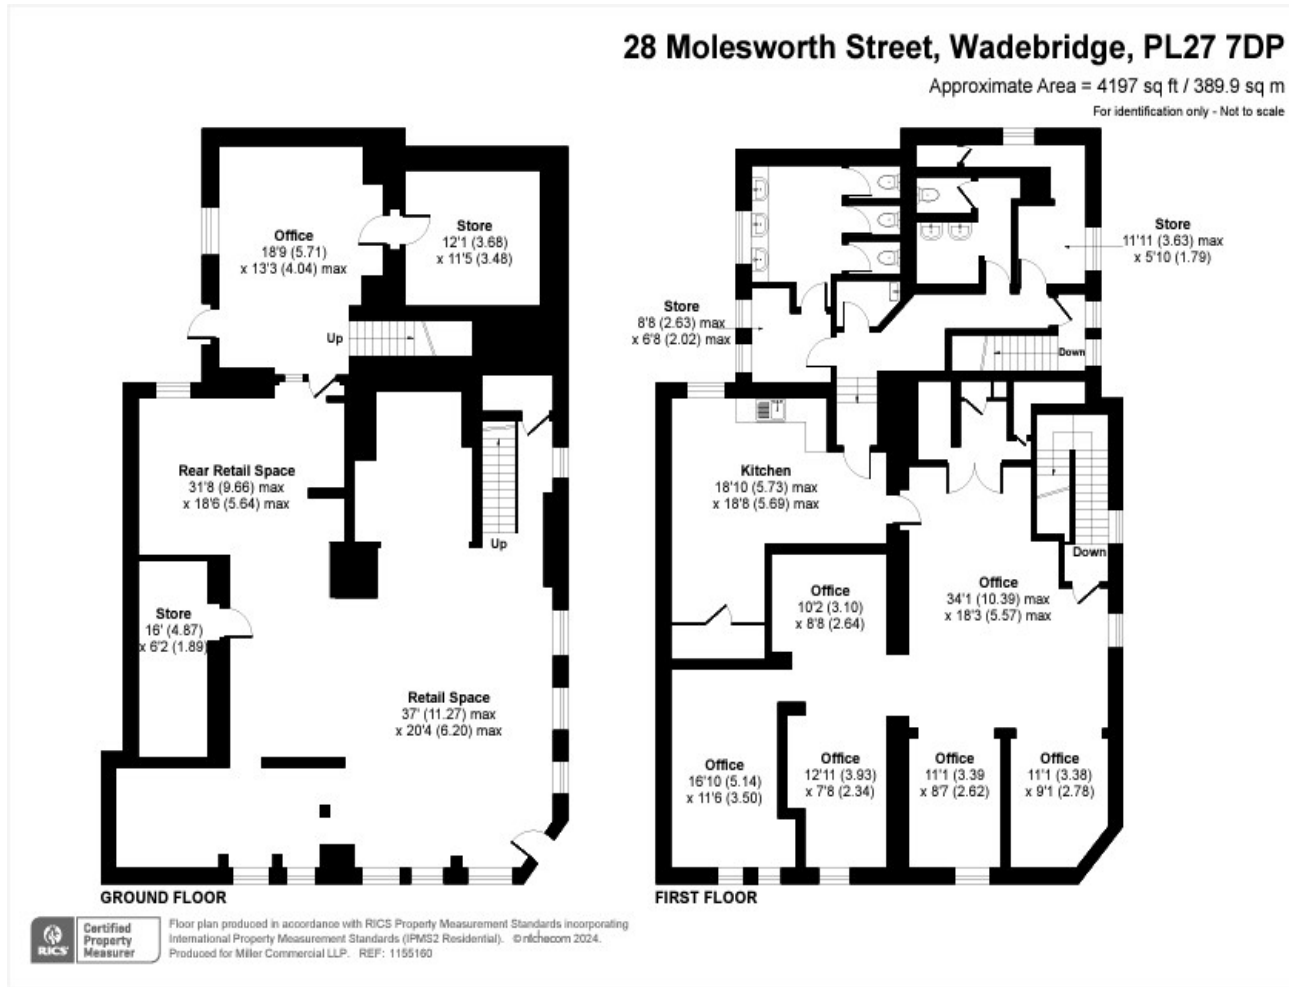 28 Molesworth Street, Wadebridge, PL27 7DP
Approximate Area = 4197 sq ft / 389.9 sq m
For identification only - Not to scale
Office
18'9 (5.71)
x 13'3 (4.04) max
Store
12'1 (3.68)
x 11'5 (3.48)
Up
Rear Retail Space
31'8 (9.66) max
x 18'6 (5.64) max
Up
Store
16' (4.87)
x 6'2 (1.89)
Retail Space
37' (11.27) max
x 20'4 (6.20) max
GROUND FLOOR
Store
11'11 (3.63) max
x 5'10 (1.79)
Store
8'8 (2.63) max
x 6'8 (2.02) max
Down
Kitchen
18'10 (5.73) max
x 18'8 (5.69) max
Down
Office
10'2 (3.10)
x 8'8 (2.64)
Office
34'1 (10.39) max
x 18'3 (5.57) max
Office
16'10 (5.14)
x 11'6 (3.50)
Office
12'11 (3.93)
x 7'8 (2.34)
Office
11'1 (3.39
x 8'7 (2.62)
Office
11'1 (3.38)
x 9'1 (2.78)
FIRST FLOOR
RICS
Certified
Property
Measurer
Floor plan produced in accordance with RICS Property Measurement Standards incorporating
International Property Measurement Standards (IPMS2 Residential). ©nichecom 2024.
Produced for Miller Commercial LLP. REF: 1155160